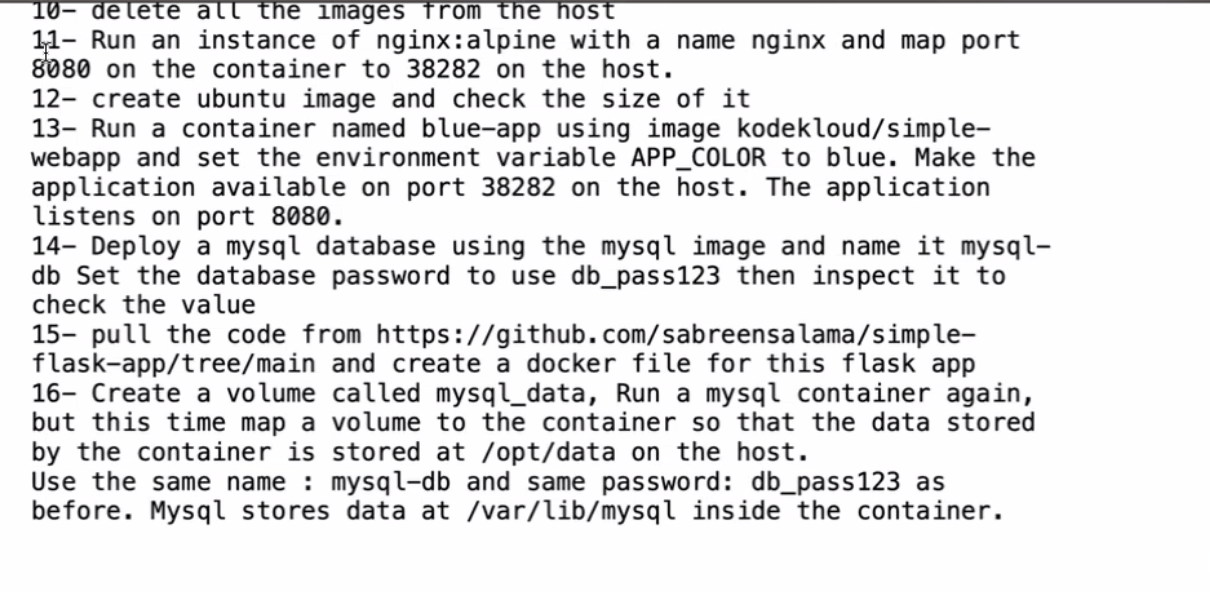 10- delete all the images from the host
11- Run an instance of nginx:alpine with a name nginx and map port
8080 on the container to 38282 on the host.
12- create ubuntu image and check the size of it
13- Run a container named blue-app using image kodekloud/simple-
webapp and set the environment variable APP_COLOR to blue. Make the
application available on port 38282 on the host. The application
listens on port 8080.
14- Deploy a mysql database using the mysql image and name it mysql-
db Set the database password to use db_pass123 then inspect it to
check the value
15- pull the code from https://github.com/sabreensalama/simple-
flask-app/tree/main and create a docker file for this flask app
16- Create a volume called mysql_data, Run a mysql container again,
but this time map a volume to the container so that the data stored
by the container is stored at /opt/data on the host.
Use the same name : mysql-db and same password: db_pass123 as
before. Mysql stores data at /var/lib/mysql inside the container.